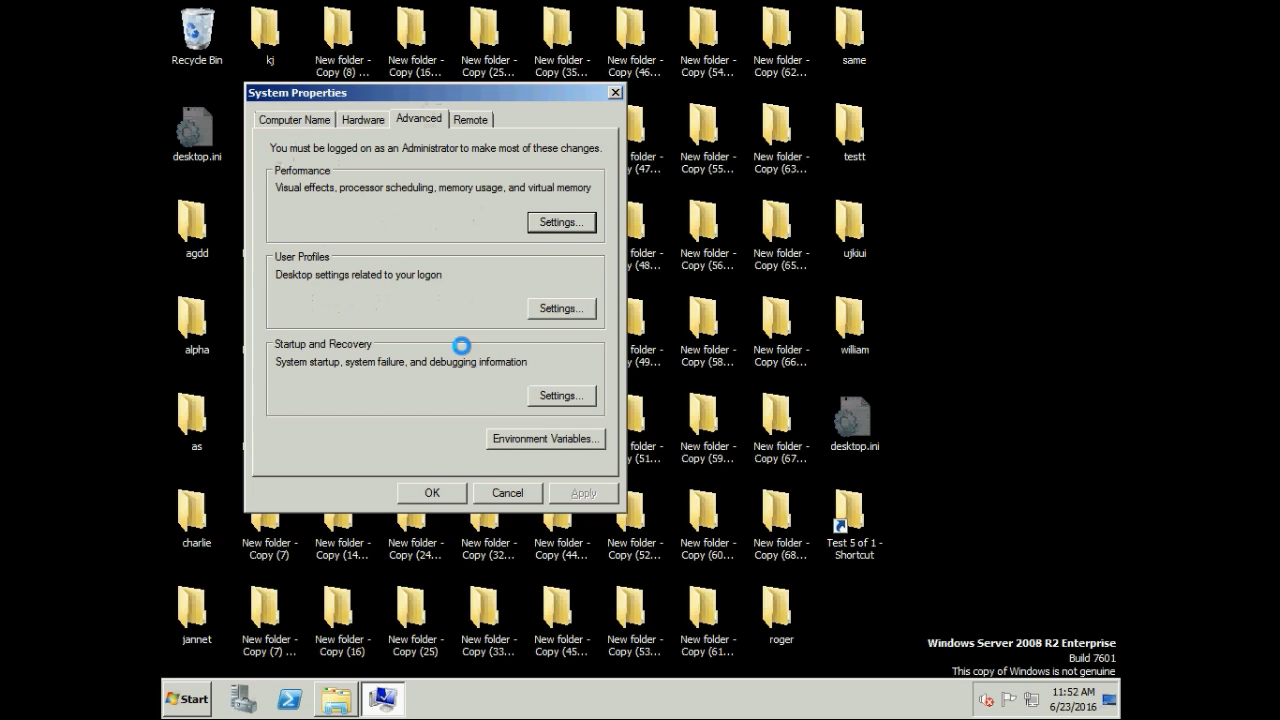 Recycle Bin
kj
New folder -
Copy (8) ...
New folder -
Copy (16...
New folder -
Copy (25...
New folder -
Copy (35...
New folder -
Copy (46...
New folder -
Copy (54...
New folder -
Copy (62...
same
System Properties
Computer Name
Hardware
Advanced
Remote
You must be logged on as an Administrator to make most of these changes.
Performance
Visual effects, processor scheduling, memory usage, and virtual memory
Settings...
User Profiles
Desktop settings related to your logon
Settings...
Startup and Recovery
System startup, system failure, and debugging information
Settings...
Environment Variables...
OK
Cancel
Apply
desktop.ini
folder -
(47...
New folder -
Copy (55...
New folder -
Copy (63...
testt
agdd
folder -
(48...
New folder -
Copy (56...
New folder -
Copy (65...
ujkiui
alpha
folder -
(49...
New folder -
Copy (58...
New folder -
Copy (66...
william
as
folder -
(51...
New folder -
Copy (59...
New folder -
Copy (67...
desktop.ini
charlie
New folder -
Copy (7)
New folder -
Copy (14...
New folder -
Copy (24...
New folder -
Copy (32...
New folder -
Copy (44...
New folder -
Copy (52...
New folder -
Copy (60...
New folder -
Copy (68...
Test 5 of 1 -
Shortcut
jannet
New folder -
Copy (7) ...
New folder -
Copy (16)
New folder -
Copy (25)
New folder -
Copy (33...
New folder -
Copy (45...
New folder -
Copy (53...
New folder -
Copy (61...
roger
Windows Server 2008 R2 Enterprise
Build 7601
This copy of Windows is not genuine
Start
11:52 AM
6/23/2016